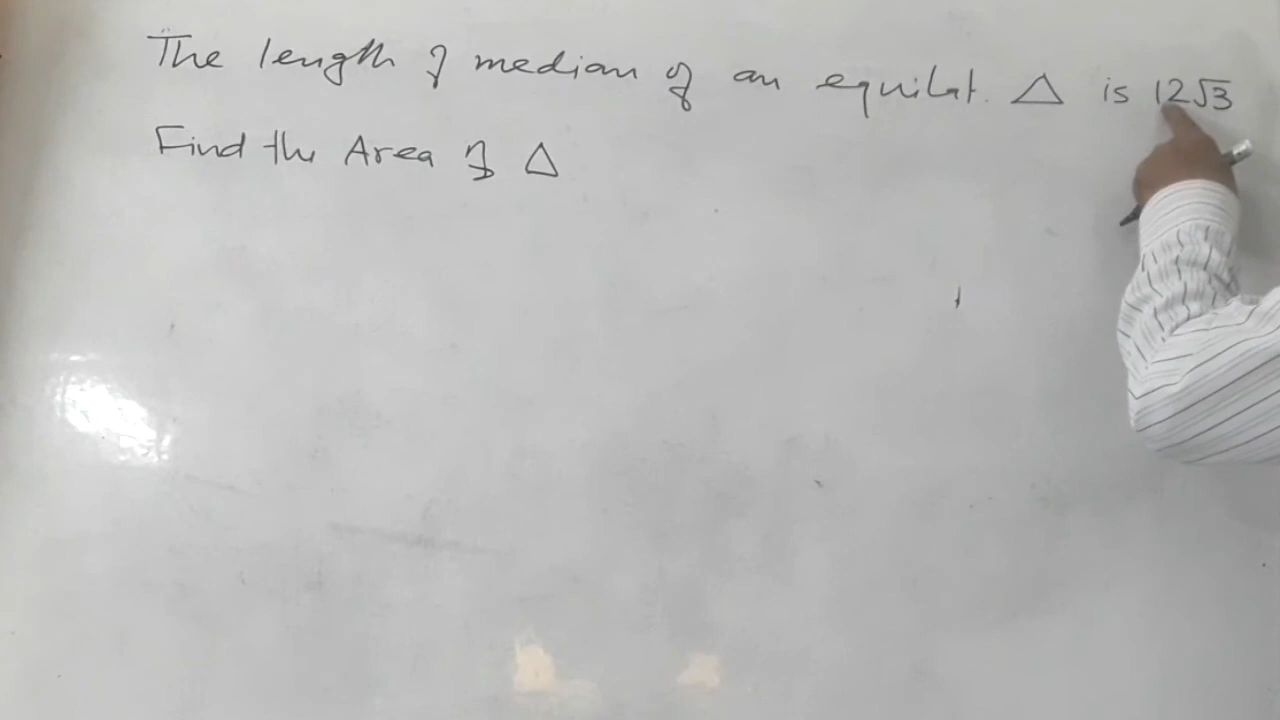 The length of median of an equilat. △ is 12√3
Find the Area of △